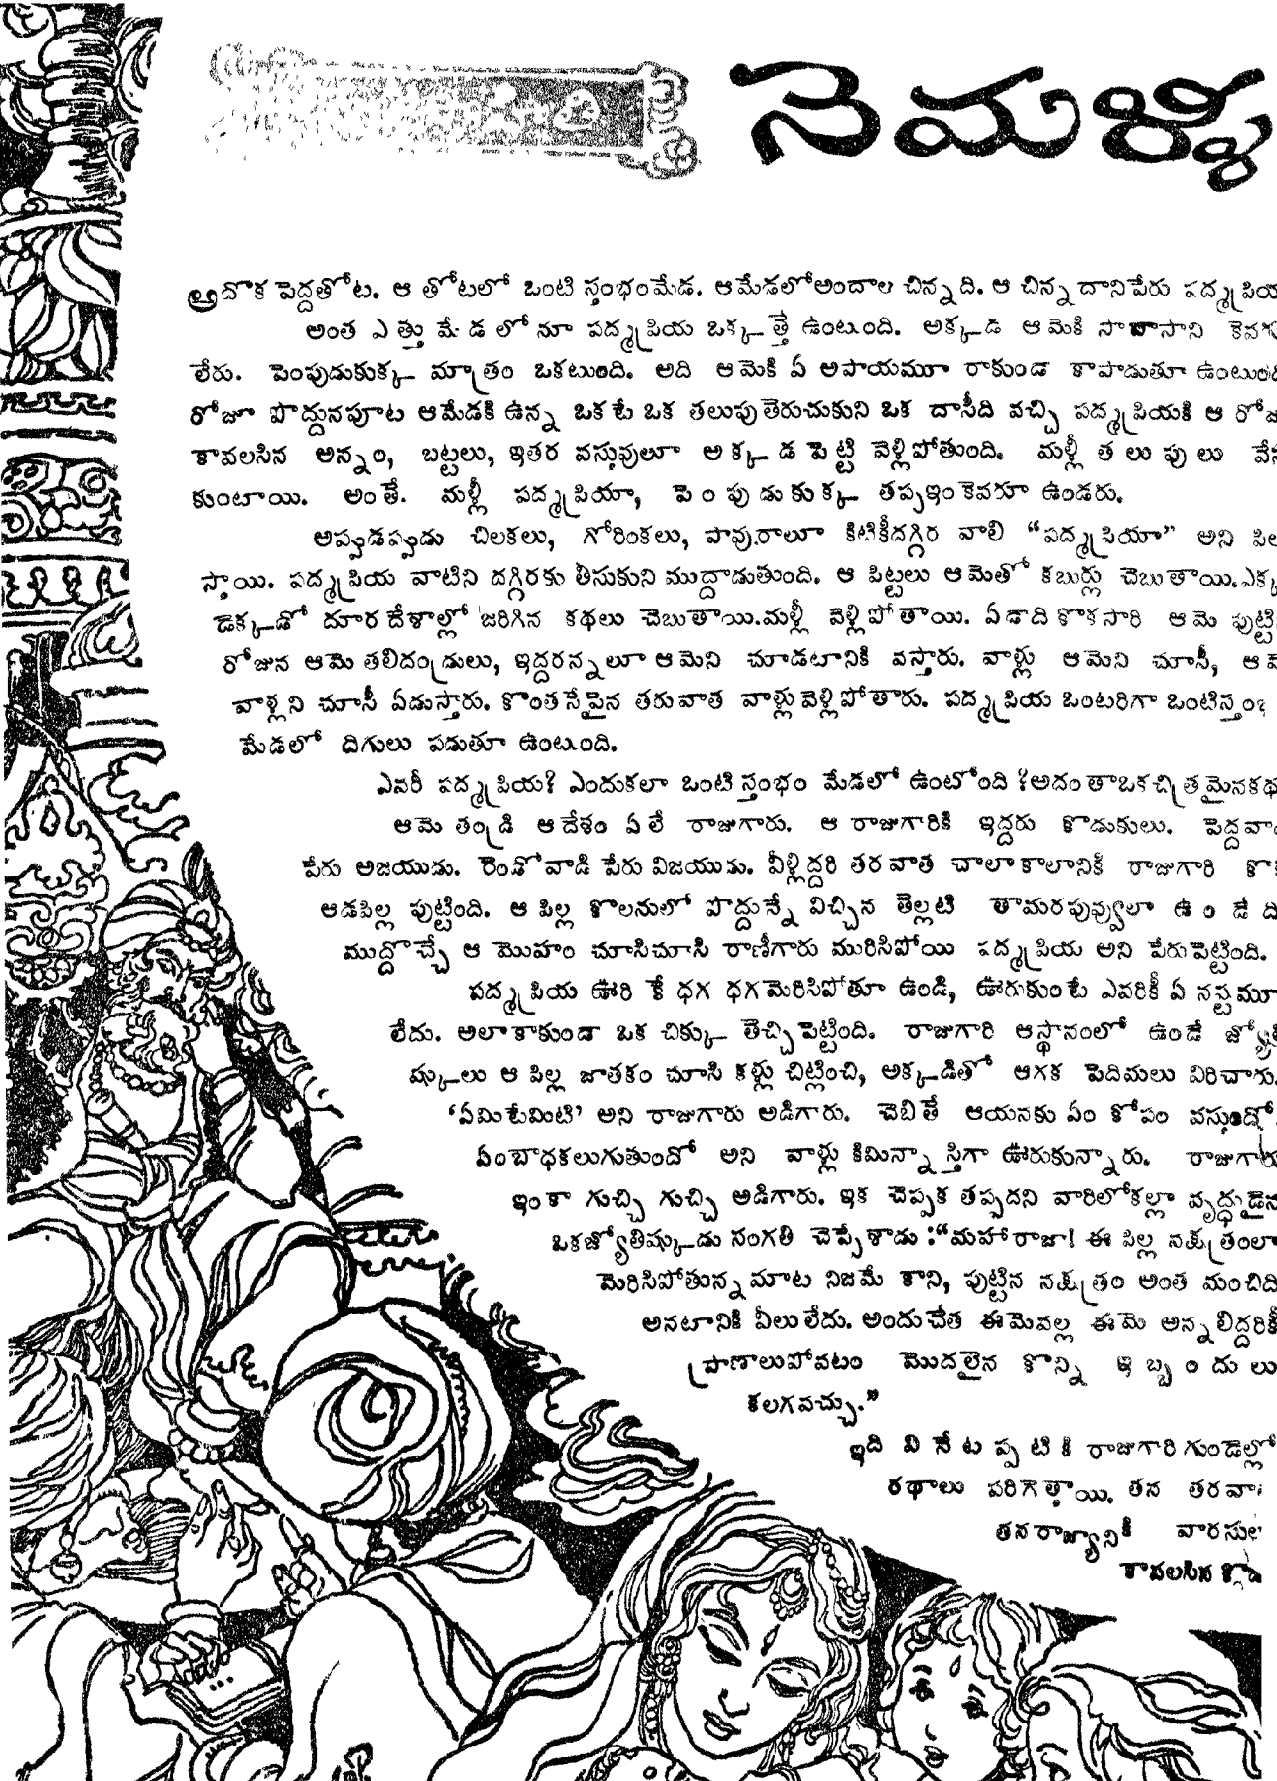 నెమళ్ళ
అదొక పెద్దతోట. ఆ తోటలో ఒంటి స్తంభంమేడ. ఆమేడలోఅందాల చిన్నది. ఆ చిన్నదానిపేరు పద్మప్రియ
అంత ఎత్తు మేడలోనూ పద్మప్రియ ఒక్కత్తే ఉంటుంది. అక్కడ ఆమెకి సావాసాని
లేరు. పెంపుడుకుక్క మాత్రం ఒకటుంది. అది ఆమెకి ఏ అపాయమూ రాకుండా కాపాడుతూ ఉంటుంది
రోజూ పొద్దునపూట ఆమేడకి ఉన్న ఒకటే ఒక తలుపుతెరుచుకుని ఒక దాసీది వచ్చి పద్మప్రియకి ఆ రోజు
కావలసిన అన్నం, బట్టలు, ఇతర వస్తువులూ అక్కడపెట్టి వెళ్లిపోతుంది. మళ్లీ తలుపులు వేసు
కుంటాయి. అంతే. మళ్లీ పద్మప్రియా, పెంపుడుకుక్క తప్పఇంకెవరూ ఉండరు.
అప్పుడప్పుడు చిలకలు, గోరింకలు, పావురాలూ కిటికీదగ్గిర వాలి “పద్మప్రియా” అని పిల
స్తాయి. పద్మప్రియ వాటిని దగ్గిరకు తీసుకుని ముద్దాడుతుంది. ఆ పిట్టలు ఆమెతో కబుర్లు చెబుతాయి.ఎక్క
డెక్కడో దూరదేశాల్లో జరిగిన కథలు చెబుతాయి.మళ్లీ వెళ్లిపోతాయి. ఏడాదికొకసారి ఆమె పుట్టిన
రోజున ఆమె తలిదండ్రులు, ఇద్దరన్నలూ ఆమెని చూడటానికి వస్తారు. వాళ్లు ఆమెని చూసీ, ఆమె
వాళ్లని చూసీ ఏడుస్తారు. కొంతసేపైన తరువాత వాళ్లువెళ్లిపోతారు. పద్మప్రియ ఒంటరిగా ఒంటిస్తంభ
మేడలో దిగులు పడుతూ ఉంటుంది.
ఎవరీ పద్మప్రియ? ఎందుకలా ఒంటి స్తంభం మేడలో ఉంటోంది?అదంతాఒకచిత్రమైనకథ
ఆమె తండ్రి ఆదేశం ఏలే రాజుగారు. ఆ రాజుగారికి ఇద్దరు కొడుకులు. పెద్దవాడి
పేరు అజయుడు. రెండోవాడి పేరు విజయుడు. వీళ్లిద్దరి తరవాత చాలాకాలానికి రాజుగారి కొక
ఆడపిల్ల పుట్టింది. ఆ పిల్ల కొలనులో పొద్దున్నే విచ్చిన తెల్లటి తామరపువ్వులా ఉండేది
ముద్దొచ్చే ఆ మొహం చూసిచూసి రాణీగారు మురిసిపోయి పద్మప్రియ అని పేరుపెట్టింది.
పద్మప్రియ ఊరికే ధగధగమెరిసిపోతూ ఉండి, ఊరుకుంటే ఎవరికీ ఏ నష్టమూ
లేదు. అలాకాకుండా ఒక చిక్కు తెచ్చిపెట్టింది. రాజుగారి ఆస్థానంలో ఉండే జ్యోతి
ష్కులు ఆ పిల్ల జాతకం చూసి కళ్లు చిట్లించి, అక్కడితో ఆగక పెదిమలు విరిచారు.
‘ఏమిటేమిటి’ అని రాజుగారు అడిగారు. చెబితే ఆయనకు ఏం కోపం వస్తుందో
ఏంబాధకలుగుతుందో అని వాళ్లు కిమిన్నాస్తిగా ఊరుకున్నారు. రాజుగారు
ఇంకా గుచ్చి గుచ్చి అడిగారు. ఇక చెప్పక తప్పదని వారిలోకల్లా వృద్ధుడైన
ఒకజ్యోతిష్కుడు సంగతి చెప్పేశాడు :“మహారాజా! ఈ పిల్ల నక్షత్రంలా
మెరిసిపోతున్నమాట నిజమే కాని, పుట్టిన నక్షత్రం అంత మంచిది
అనటానికి వీలులేదు. అందుచేత ఈమెవల్ల ఈమె అన్నలిద్దరికీ
ప్రాణాలుపోవటం మొదలైన కొన్ని ఇబ్బందులు
కలగవచ్చు.”
ఇది వినేటప్పటికి రాజుగారిగుండెల్లో
రథాలు పరిగెత్తాయి. తన తరవా
తనరాజ్యానికి వారసుల
కావలసిన